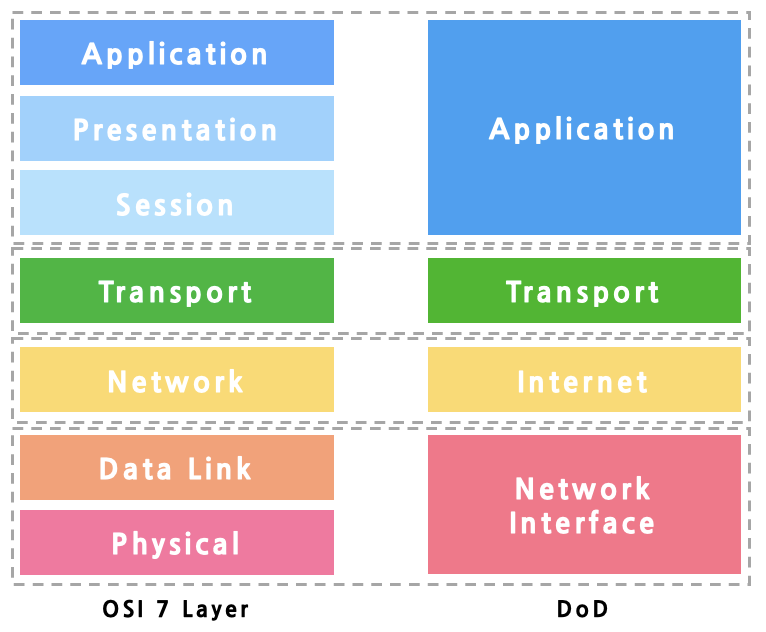 Application
Presentation
Session
Transport
Network
Data Link
Physical
OSI 7 Layer
Application
Transport
Internet
Network
Interface
DoD